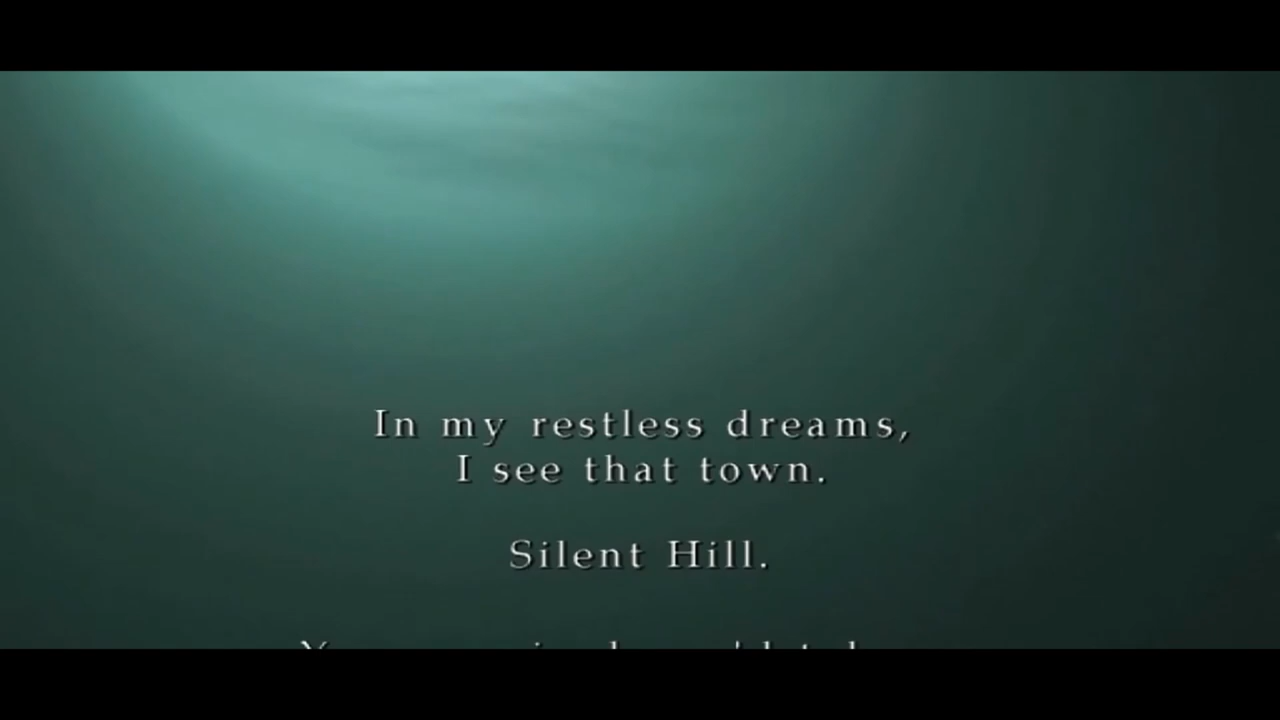 In my restless dreams,
I see that town.
Silent Hill.